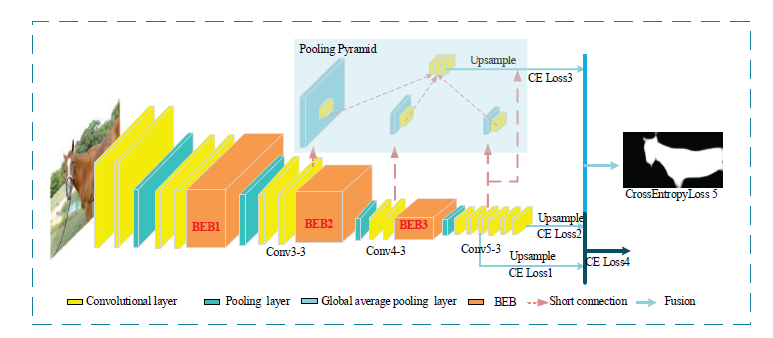 Pooling Pyramid
Upsample
CE Loss3
CrossEntropyLoss 5
BEB1
BEB2
BEB3
Conv3-3
Conv4-3
Conv5-3
Upsample
CE Loss2
Upsample
CE Loss1
CE Loss4
Convolutional layer
Pooling layer
Global average pooling layer
BEB
Short connection
Fusion